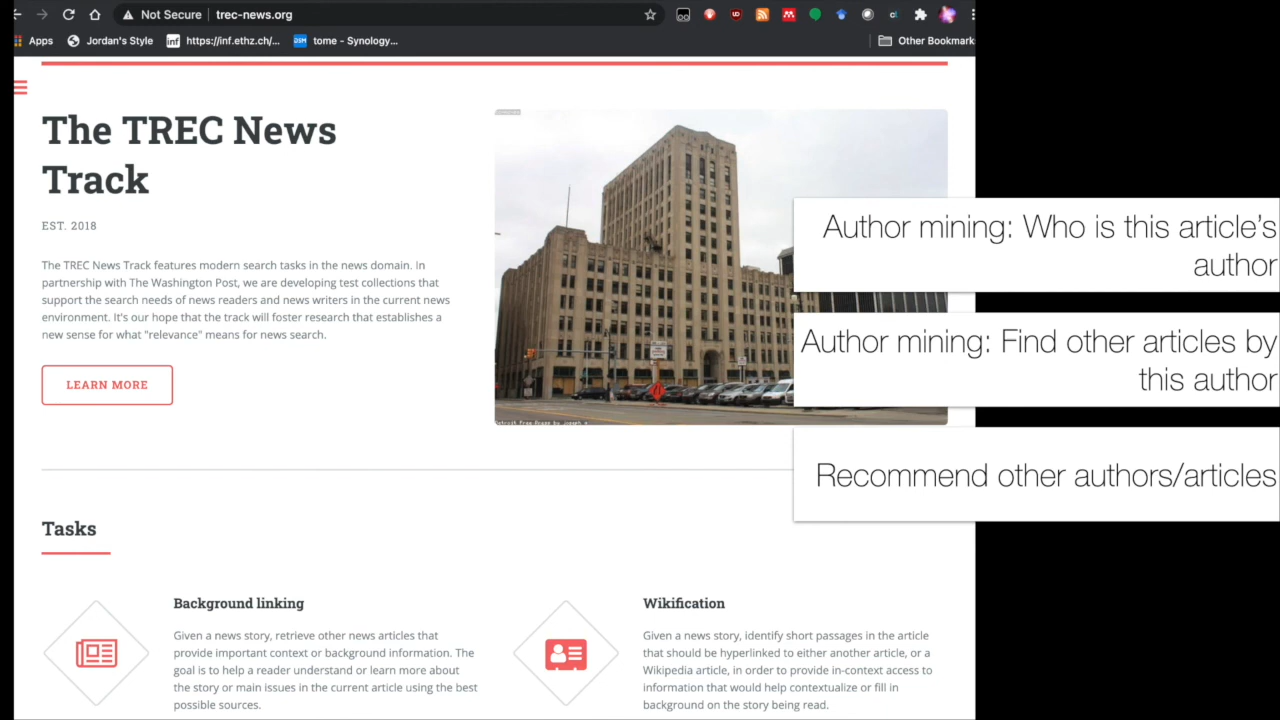 Not Secure | trec-news.org
Apps Jordan's Style inf https://inf.ethz.ch/... DSM tome - Synology... Other Bookmark
The TREC News
Track
EST. 2018
The TREC News Track features modern search tasks in the news domain. In
partnership with The Washington Post, we are developing test collections that
support the search needs of news readers and news writers in the current news
environment. It's our hope that the track will foster research that establishes a
new sense for what "relevance" means for news search.
LEARN MORE
Author mining: Who is this article's
author
Author mining: Find other articles by
this author
Recommend other authors/articles
Detroit Free Press by Joseph
Tasks
Background linking
Given a news story, retrieve other news articles that
provide important context or background information. The
goal is to help a reader understand or learn more about
the story or main issues in the current article using the best
possible sources.
Wikification
Given a news story, identify short passages in the article
that should be hyperlinked to either another article, or a
Wikipedia article, in order to provide in-context access to
information that would help contextualize or fill in
background on the story being read.